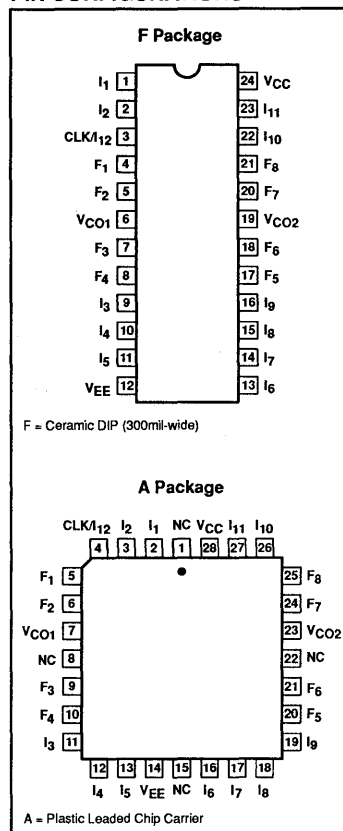 F Package
I1 1 24 VCC
I2 2 23 I11
CLK/I12 3 22 I10
F1 4 21 F8
F2 5 20 F7
VCO1 6 19 VCO2
F3 7 18 F6
F4 8 17 F5
I3 9 16 I9
I4 10 15 I8
I5 11 14 I7
VEE 12 13 I6
F = Ceramic DIP (300mil-wide)
A Package
CLK/I12 I2 I1 NC VCC I11 I10
4 3 2 1 28 27 26
F1 5 25 F8
F2 6 24 F7
VCO1 7 23 VCO2
NC 8 22 NC
F3 9 21 F6
F4 10 20 F5
I3 11 19 I9
12 13 14 15 16 17 18
I4 I5 VEE NC I6 I7 I8
A = Plastic Leaded Chip Carrier